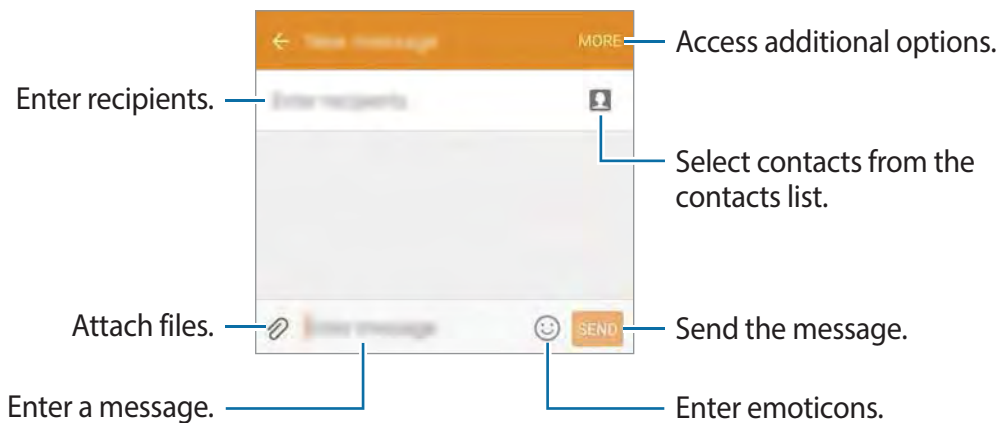 MORE
Access additional options.
Enter recipients.
Select contacts from the
contacts list.
Attach files.
SEND
Send the message.
Enter a message.
Enter emoticons.